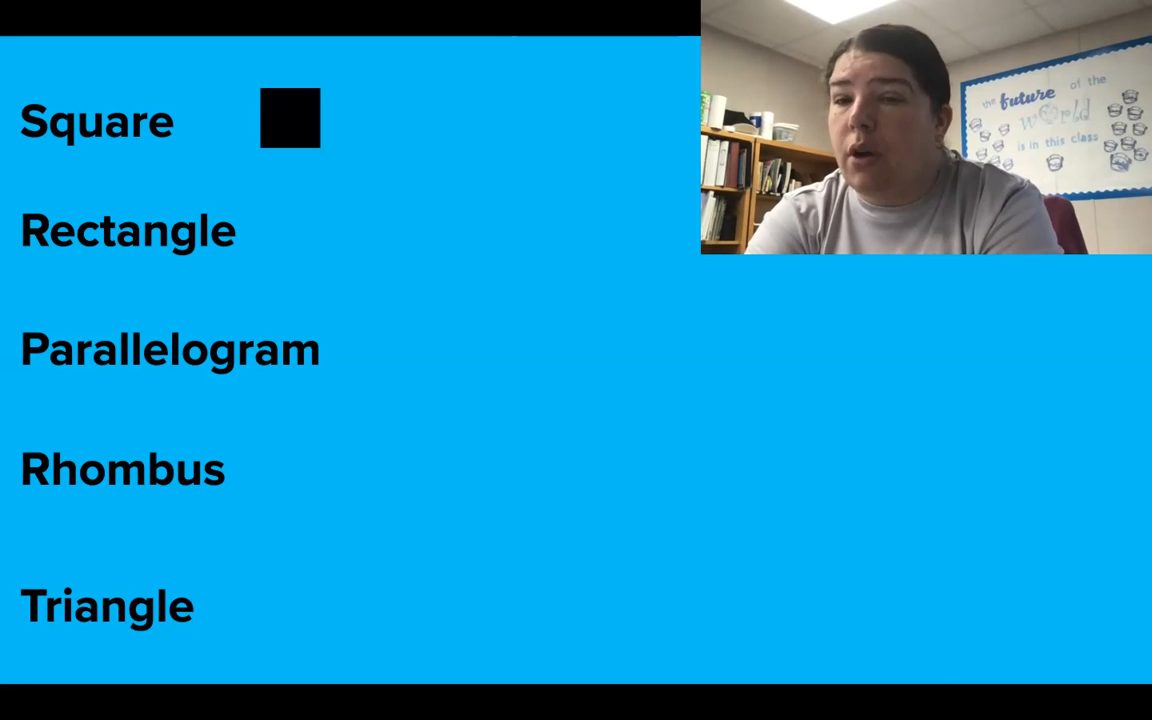 Square
Rectangle
Parallelogram
Rhombus
Triangle
the future of the
world
is in this class